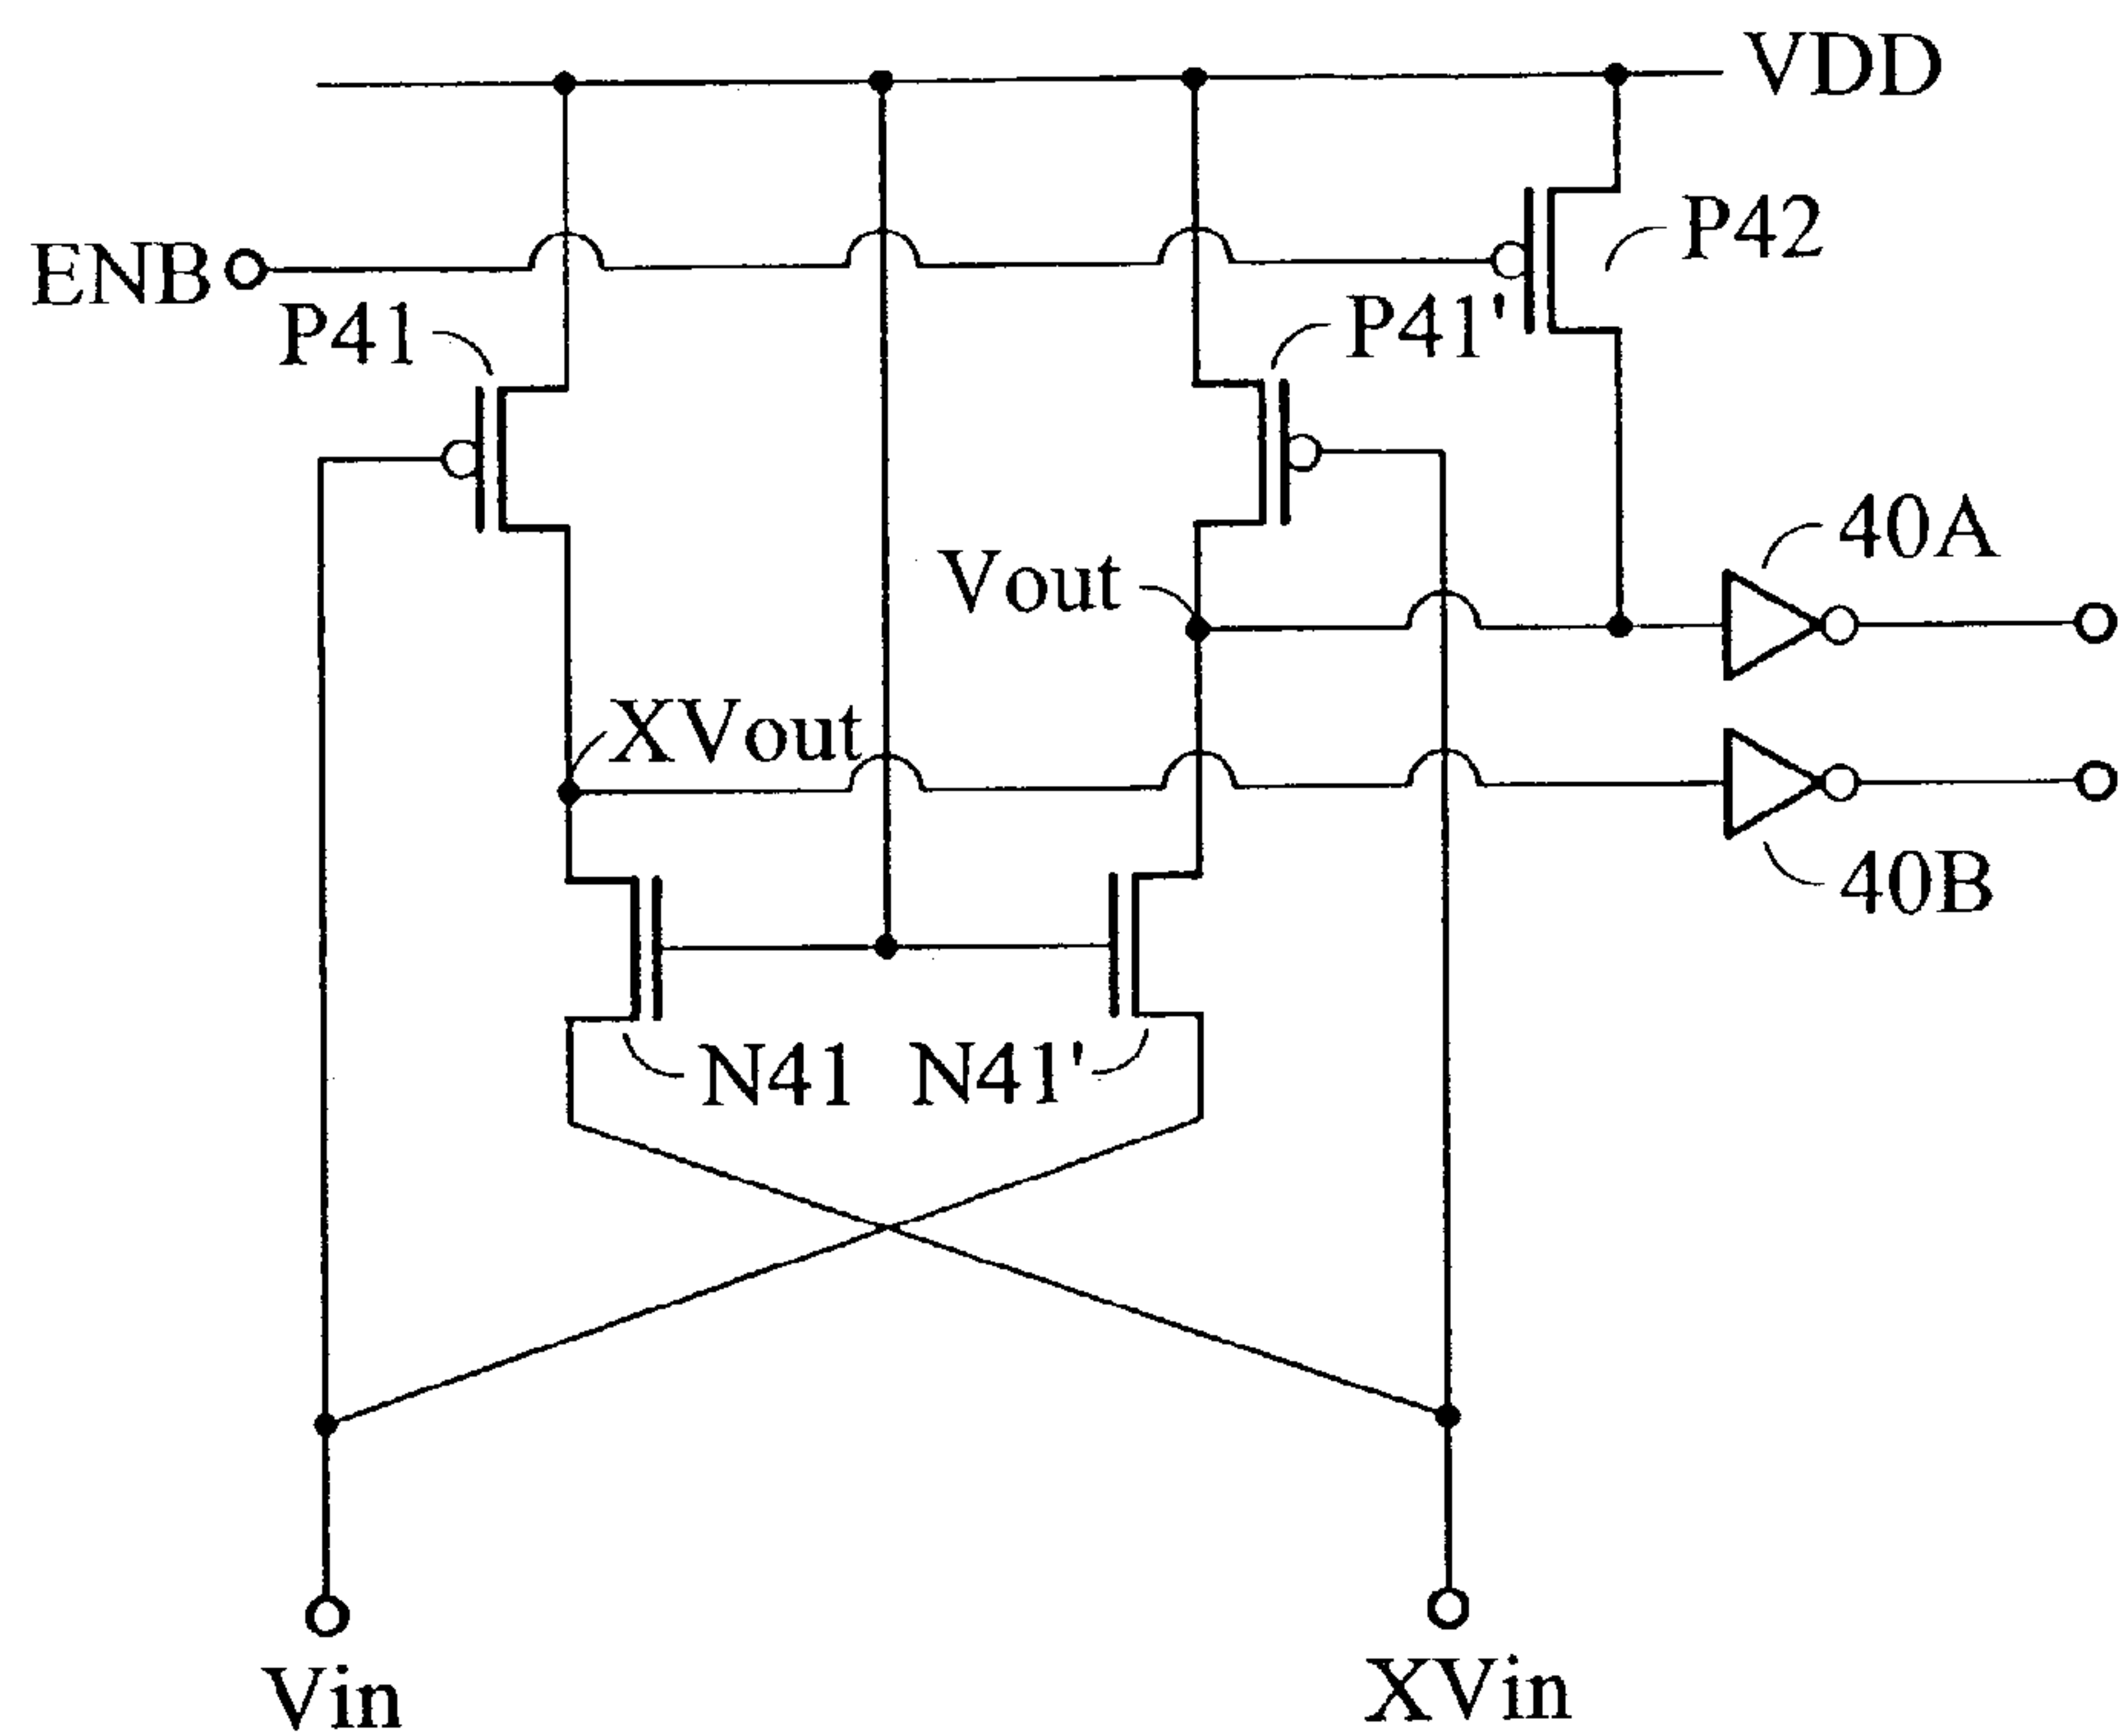 VDD
ENB
P42
P41
P41'
40A
Vout
XVout
40B
N41
N41'
Vin
XVin